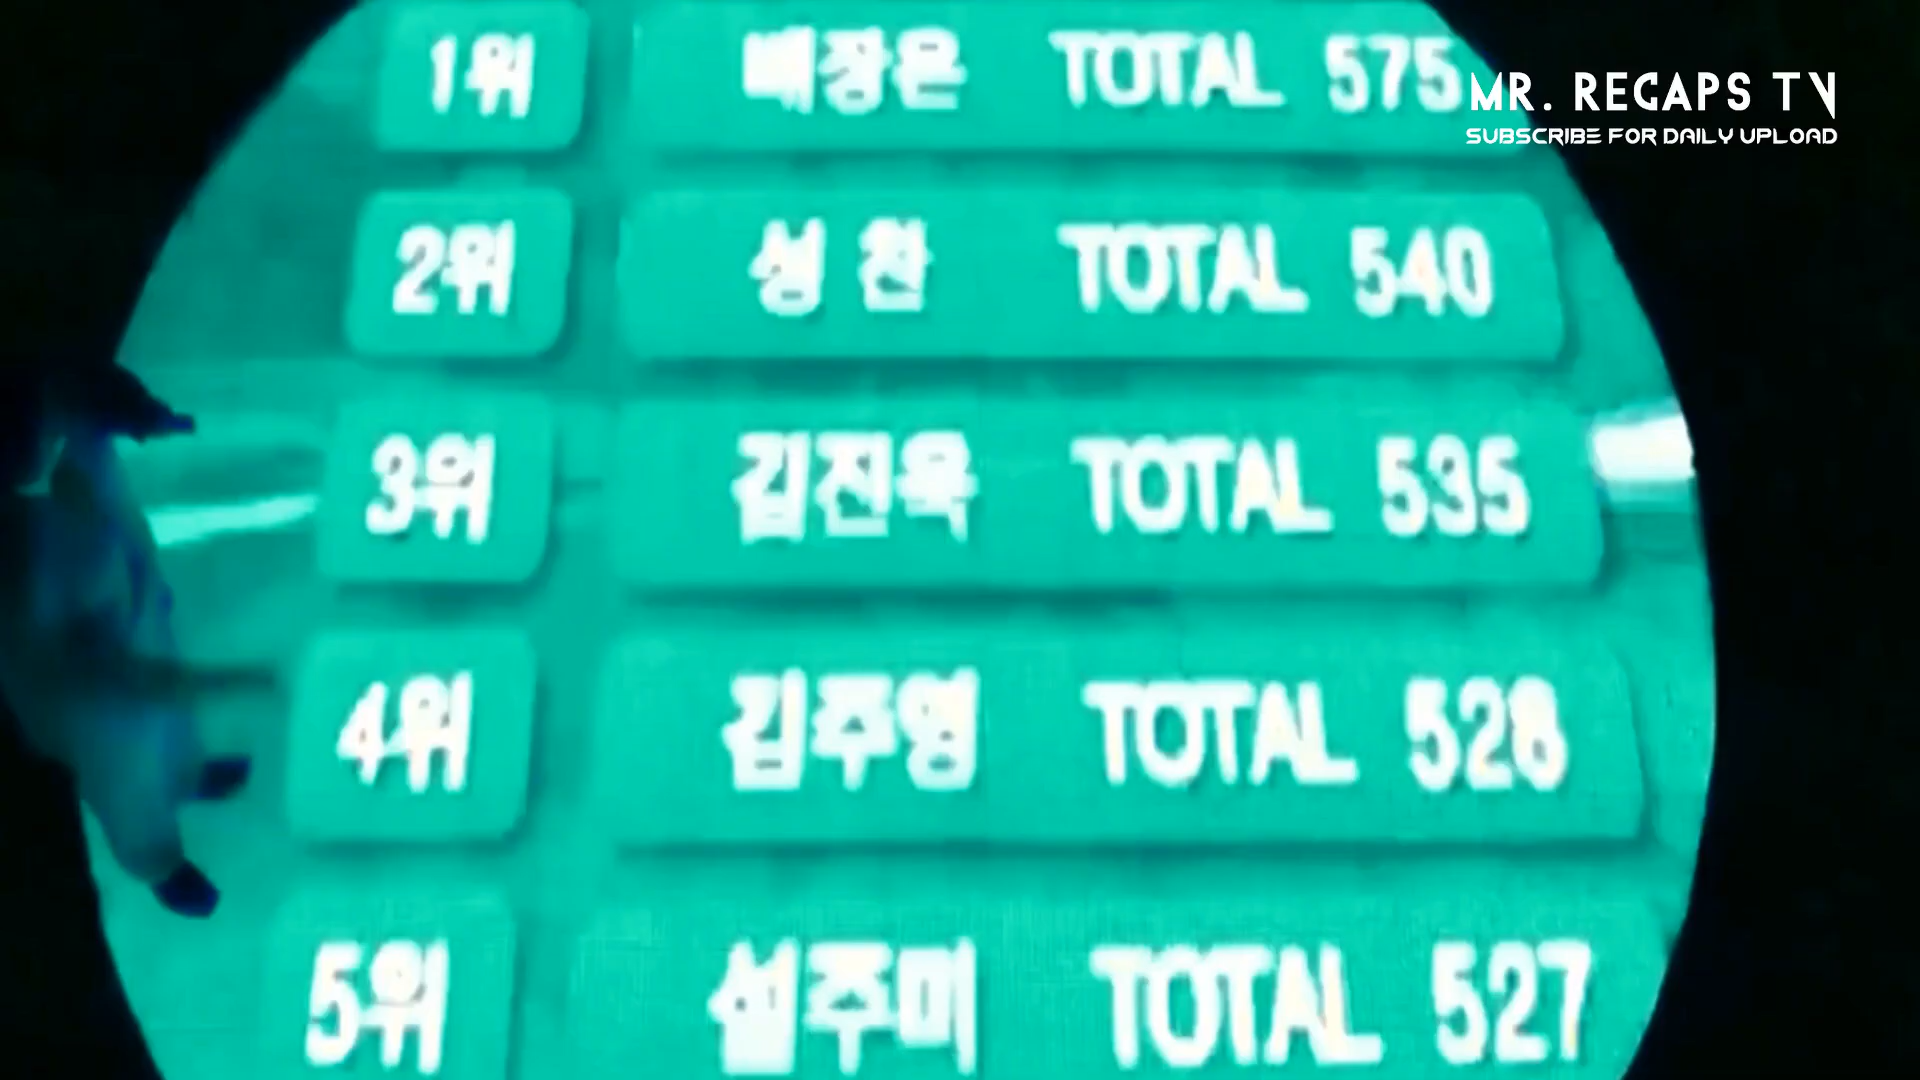 1위 배장은 TOTAL 575
MR. RECAPS TV
SUBSCRIBE FOR DAILY UPLOAD
2위 성 찬 TOTAL 540
3위 김진옥 TOTAL 535
4위 김주영 TOTAL 528
5위 설주미 TOTAL 527